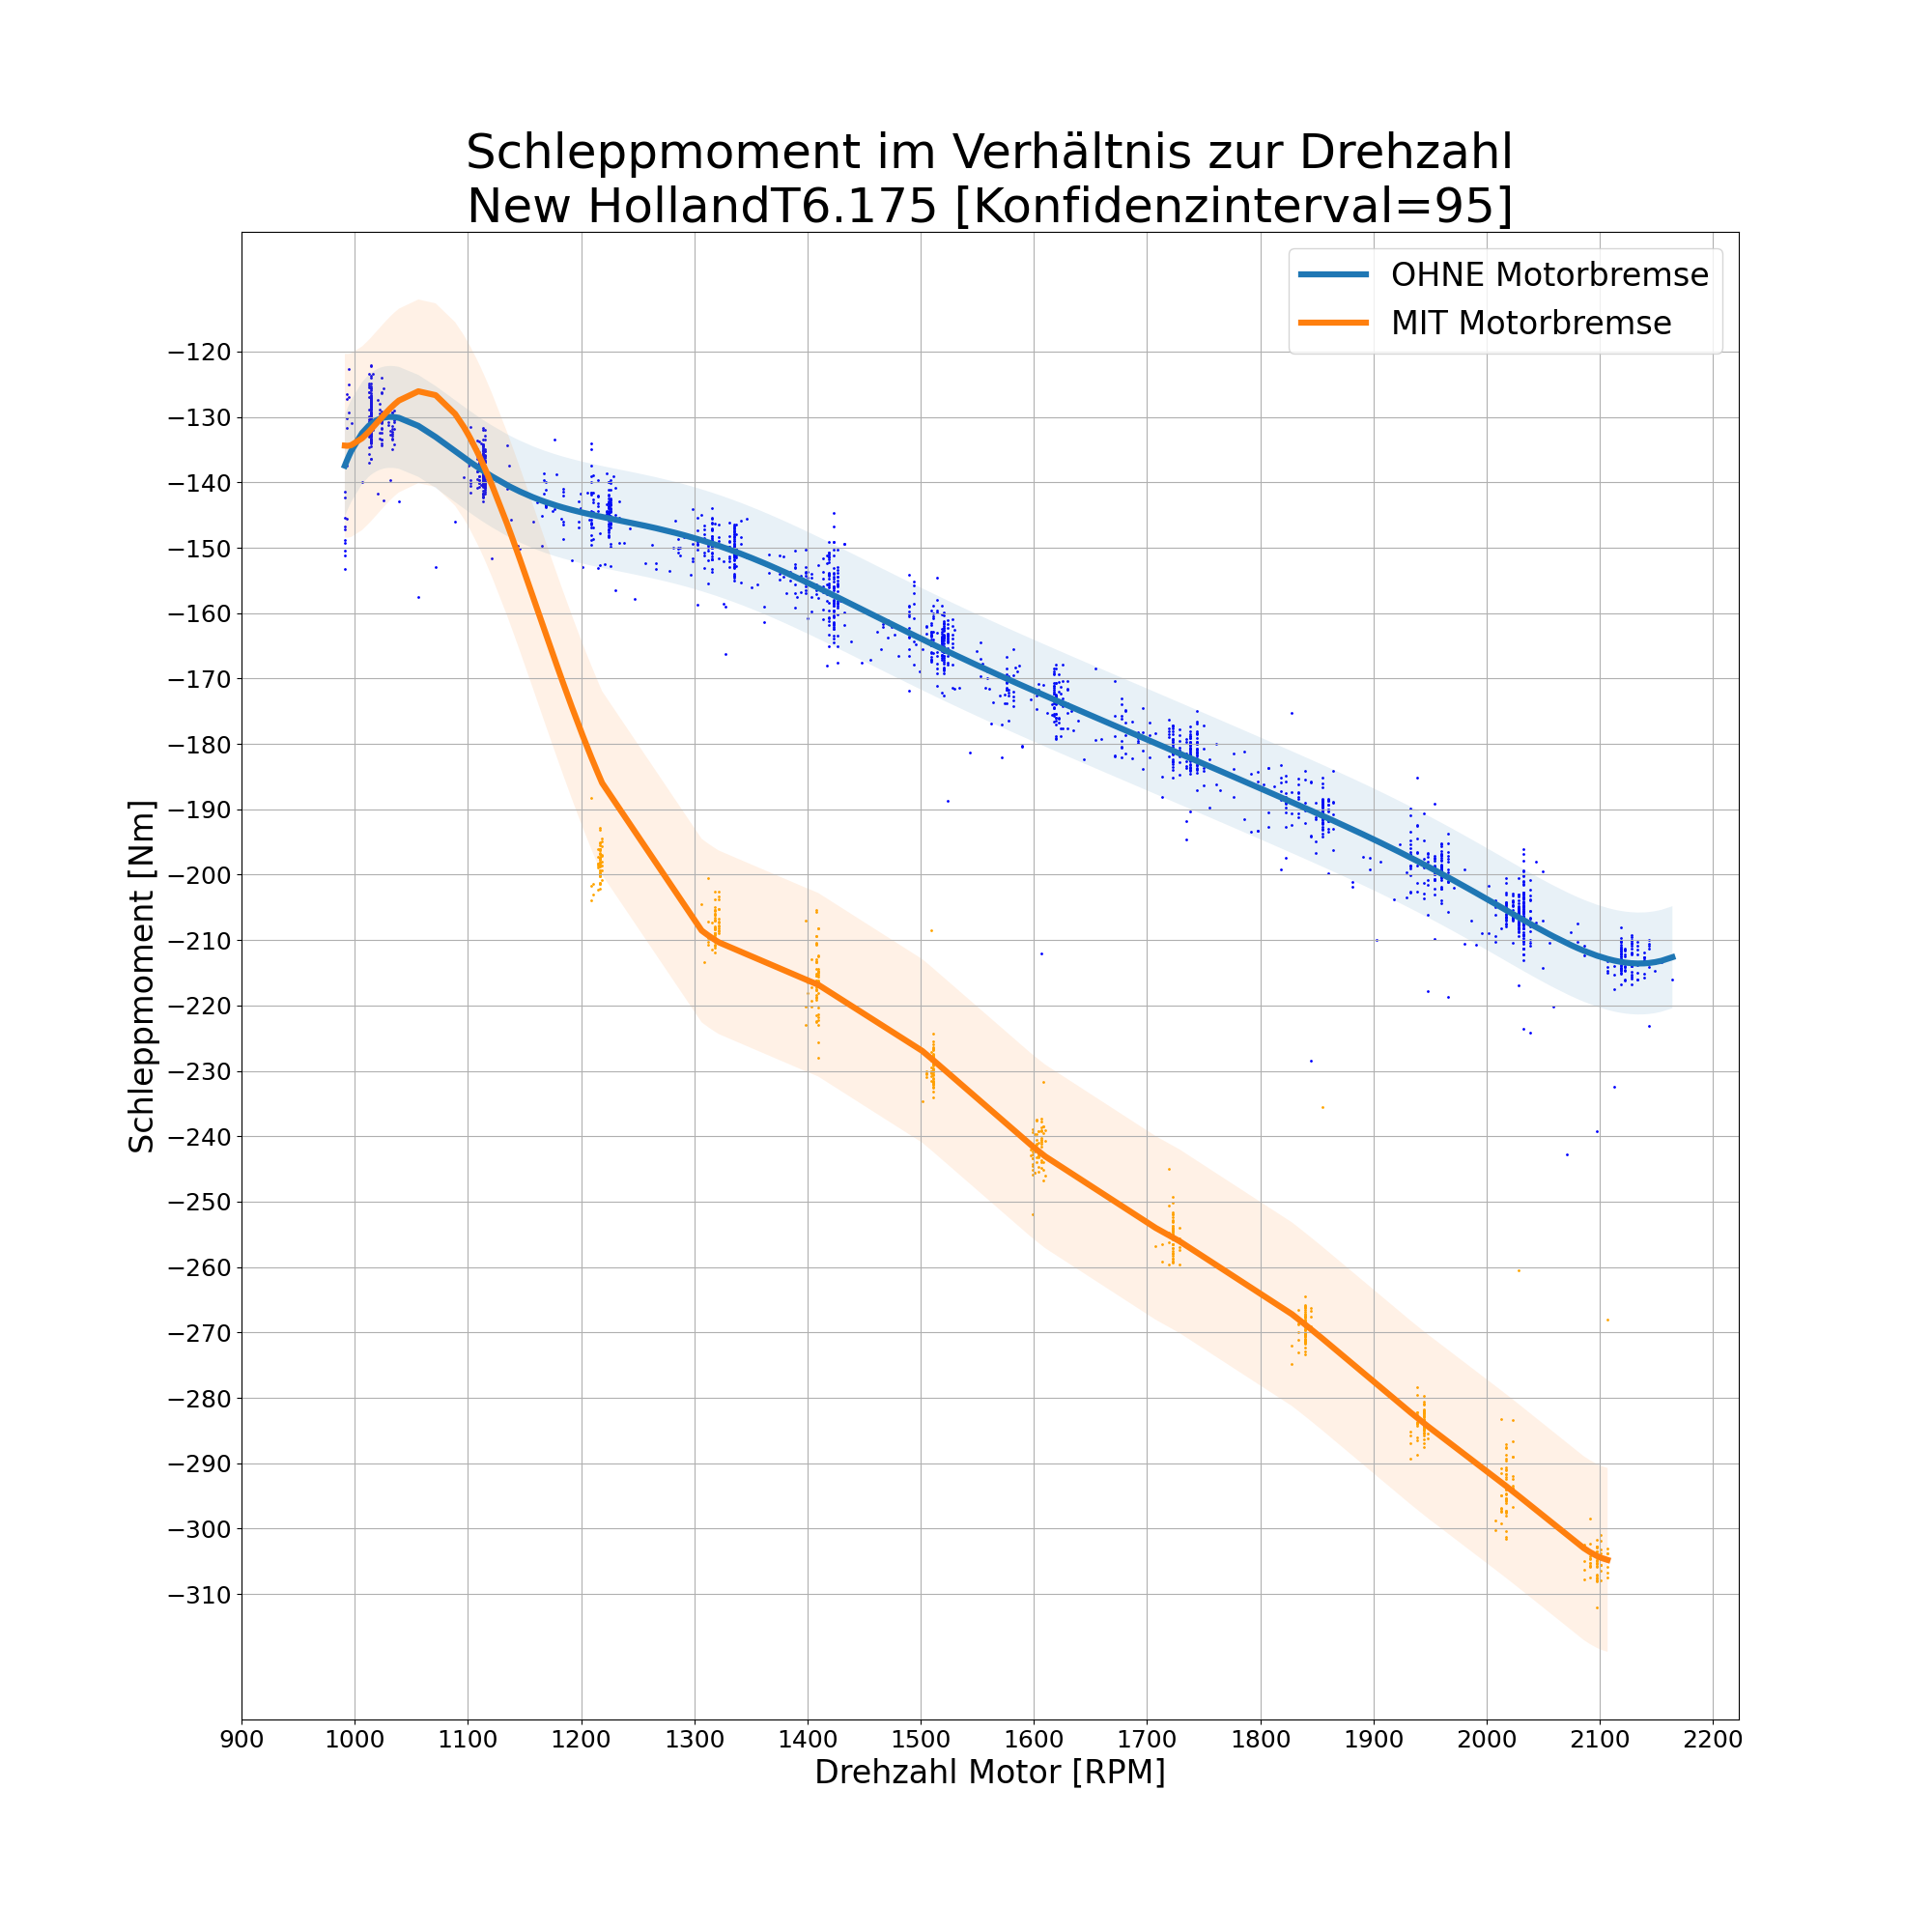 Schleppmoment im Verhältnis zur Drehzahl
New HollandT6.175 [Konfidenzinterval=95]
OHNE Motorbremse
MIT Motorbremse
Schleppmoment [Nm]
−120
−130
−140
−150
−160
−170
−180
−190
−200
−210
−220
−230
−240
−250
−260
−270
−280
−290
−300
−310
900 1000 1100 1200 1300 1400 1500 1600 1700 1800 1900 2000 2100 2200
Drehzahl Motor [RPM]